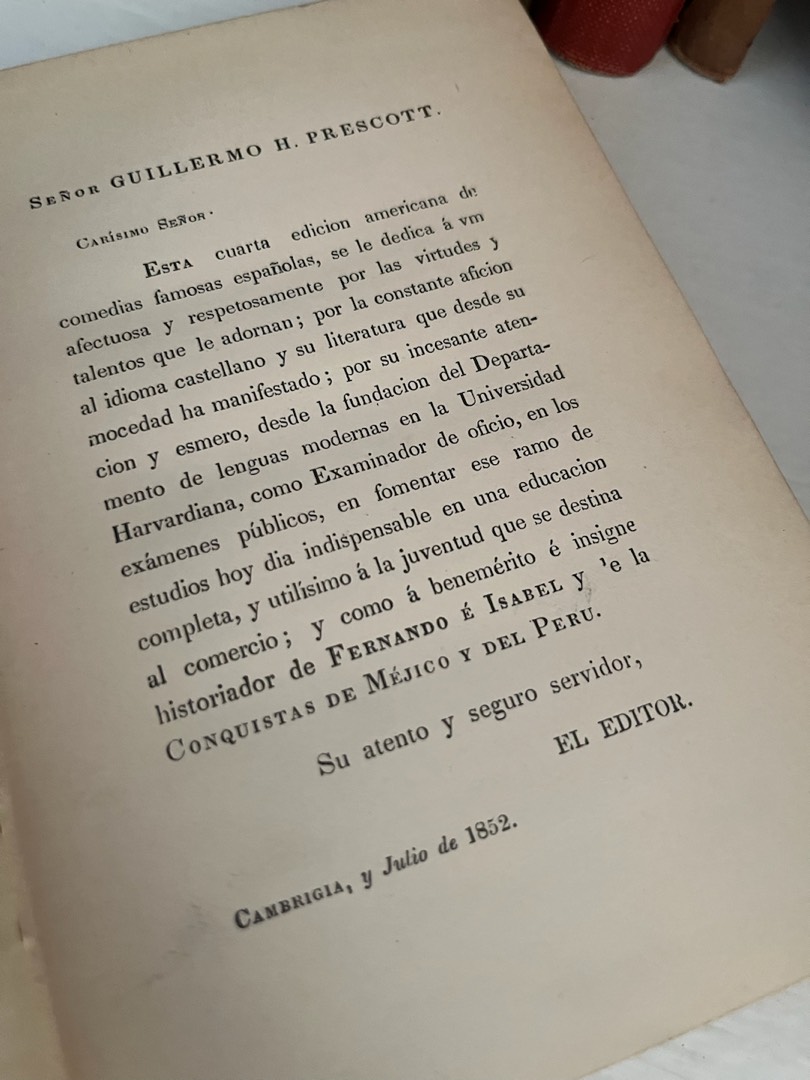 Señor GUILLERMO H. PRESCOTT.
Carísimo Señor.
Esta cuarta edicion americana de
comedias famosas españolas, se le dedica á vm
afectuosa y respetosamente por las virtudes y
talentos que le adornan; por la constante aficion
al idioma castellano y su literatura que desde su
mocedad ha manifestado; por su incesante aten-
cion y esmero, desde la fundacion del Departa-
mento de lenguas modernas en la Universidad
Harvardiana, como Examinador de oficio, en los
exámenes públicos, en fomentar ese ramo de
estudios hoy dia indispensable en una educacion
completa, y utilísimo á la juventud que se destina
al comercio; y como á benemérito é insigne
historiador de Fernando é Isabel y 'e la
Conquistas de Méjico y del Peru.
Su atento y seguro servidor,
EL EDITOR.
Cambrigia, y Julio de 1852.